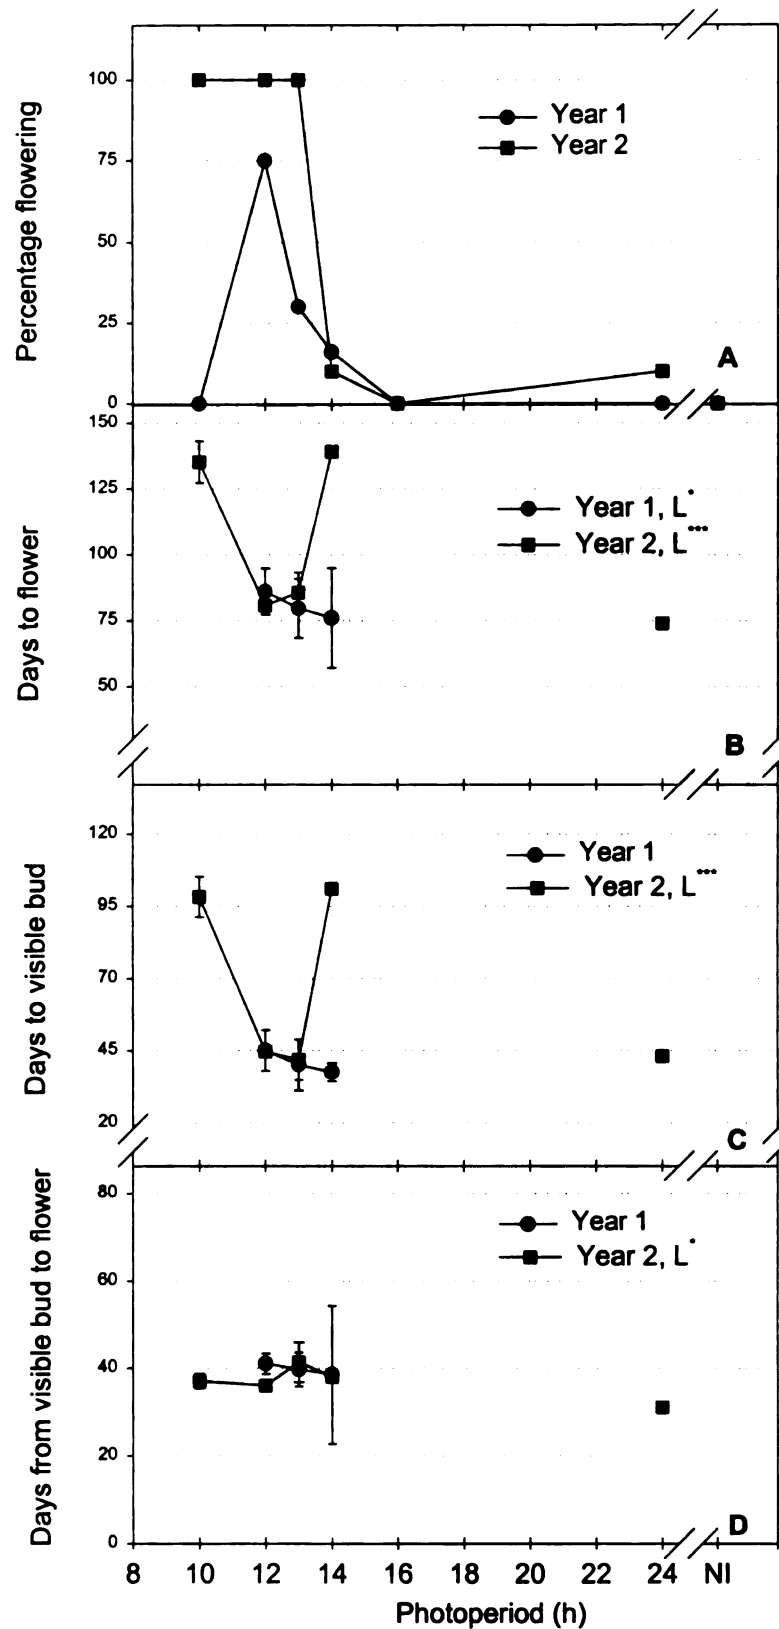 Percentage flowering
100
75
50
25
0
Year 1
Year 2
A
Days to flower
150
125
100
75
50
Year 1, L*
Year 2, L***
B
Days to visible bud
120
95
70
45
20
Year 1
Year 2, L***
C
Days from visible bud to flower
80
60
40
20
0
Year 1
Year 2, L*
D
8 10 12 14 16 18 20 22 24 NI
Photoperiod (h)